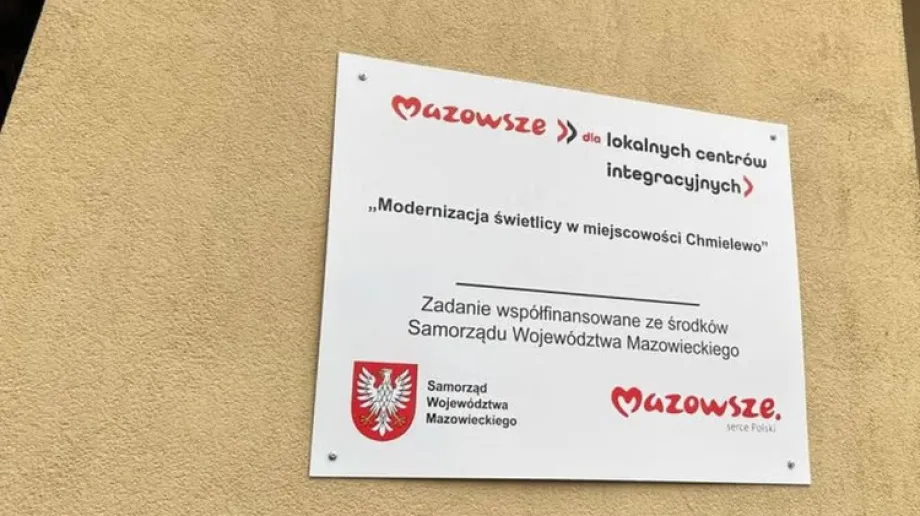 Mazowsze dla lokalnych centrów
integracyjnych
„Modernizacja świetlicy w miejscowości Chmielewo”
Zadanie współfinansowane ze środków
Samorządu Województwa Mazowieckiego
Samorząd
Województwa
Mazowieckiego
Mazowsze.
serce Polski